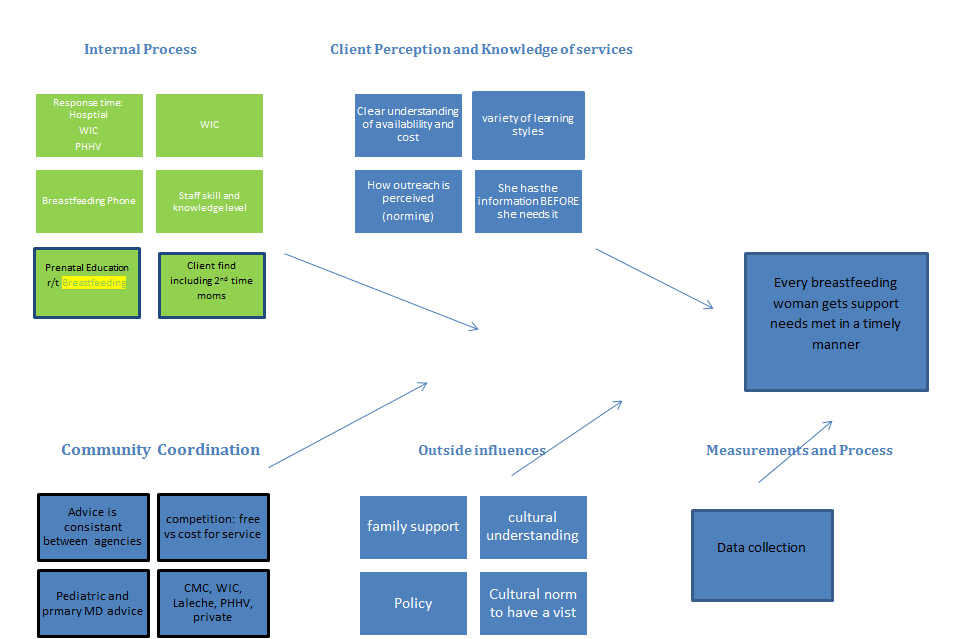 Internal Process
Client Perception and Knowledge of services
Response time:
Hosptial
WIC
PHHV
WIC
Clear understanding
of availablility and
cost
variety of learning
styles
Breastfeeding Phone
Staff skill and
knowledge level
How outreach is
perceived
(norming)
She has the
information BEFORE
she needs it
Prenatal Education
r/t Breastfeeding
Client find
including 2nd time
moms
Every breastfeeding
woman gets support
needs met in a timely
manner
Community Coordination
Outside influences
Measurements and Process
Advice is
consistant
between agencies
competition: free
vs cost for service
family support
cultural
understanding
Data collection
Pediatric and
prmary MD advice
CMC, WIC,
Laleche, PHHV,
private
Policy
Cultural norm
to have a vist